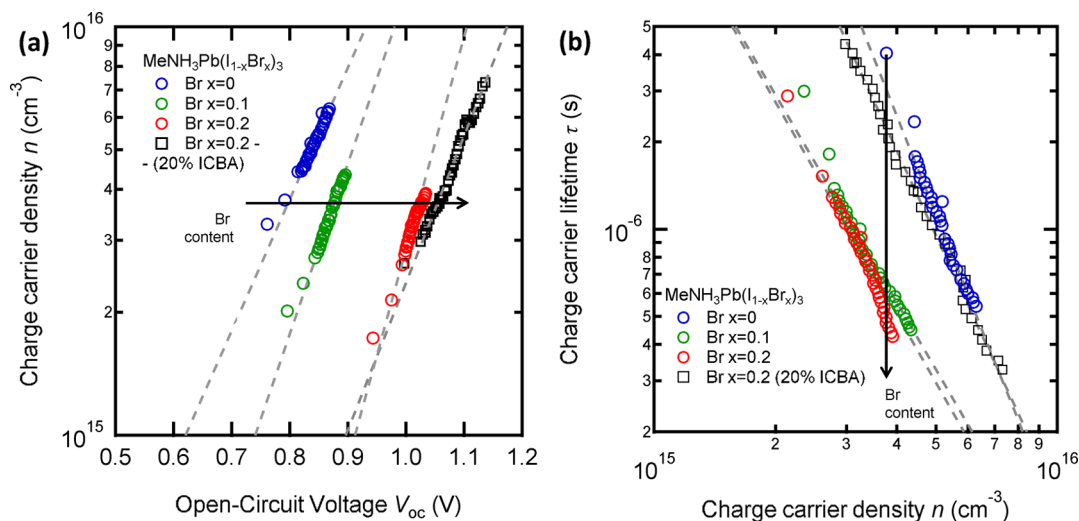 (a)
10^16
9
8
7
6
5
4
3
2
10^15
Charge carrier density n (cm^-3)
MeNH3Pb(I1-xBrx)3
Br x=0
Br x=0.1
Br x=0.2
Br x=0.2 -
- (20% ICBA)
Br
content
0.5 0.6 0.7 0.8 0.9 1.0 1.1 1.2
Open-Circuit Voltage Voc (V)
(b)
5
4
3
2
10^-6
9
8
7
6
5
4
3
2
Charge carrier lifetime τ (s)
MeNH3Pb(I1-xBrx)3
Br x=0
Br x=0.1
Br x=0.2
Br x=0.2 (20% ICBA)
Br
content
10^15 2 3 4 5 6 7 8 9 10^16
Charge carrier density n (cm^-3)